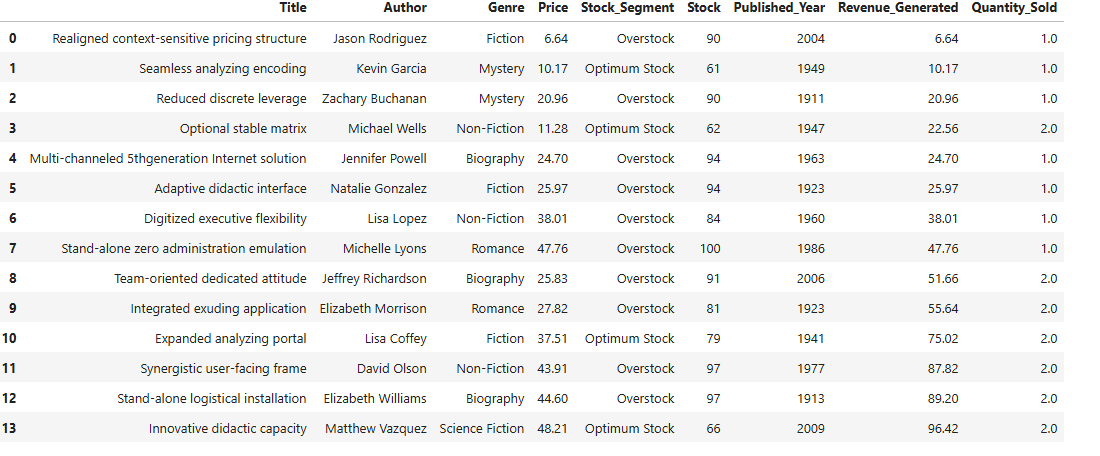 Title Author Genre Price Stock_Segment Stock Published_Year Revenue_Generated Quantity_Sold
0 Realigned context-sensitive pricing structure Jason Rodriguez Fiction 6.64 Overstock 90 2004 6.64 1.0
1 Seamless analyzing encoding Kevin Garcia Mystery 10.17 Optimum Stock 61 1949 10.17 1.0
2 Reduced discrete leverage Zachary Buchanan Mystery 20.96 Overstock 90 1911 20.96 1.0
3 Optional stable matrix Michael Wells Non-Fiction 11.28 Optimum Stock 62 1947 22.56 2.0
4 Multi-channeled 5thgeneration Internet solution Jennifer Powell Biography 24.70 Overstock 94 1963 24.70 1.0
5 Adaptive didactic interface Natalie Gonzalez Fiction 25.97 Overstock 94 1923 25.97 1.0
6 Digitized executive flexibility Lisa Lopez Non-Fiction 38.01 Overstock 84 1960 38.01 1.0
7 Stand-alone zero administration emulation Michelle Lyons Romance 47.76 Overstock 100 1986 47.76 1.0
8 Team-oriented dedicated attitude Jeffrey Richardson Biography 25.83 Overstock 91 2006 51.66 2.0
9 Integrated exuding application Elizabeth Morrison Romance 27.82 Overstock 81 1923 55.64 2.0
10 Expanded analyzing portal Lisa Coffey Fiction 37.51 Optimum Stock 79 1941 75.02 2.0
11 Synergistic user-facing frame David Olson Non-Fiction 43.91 Overstock 97 1977 87.82 2.0
12 Stand-alone logistical installation Elizabeth Williams Biography 44.60 Overstock 97 1913 89.20 2.0
13 Innovative didactic capacity Matthew Vazquez Science Fiction 48.21 Optimum Stock 66 2009 96.42 2.0